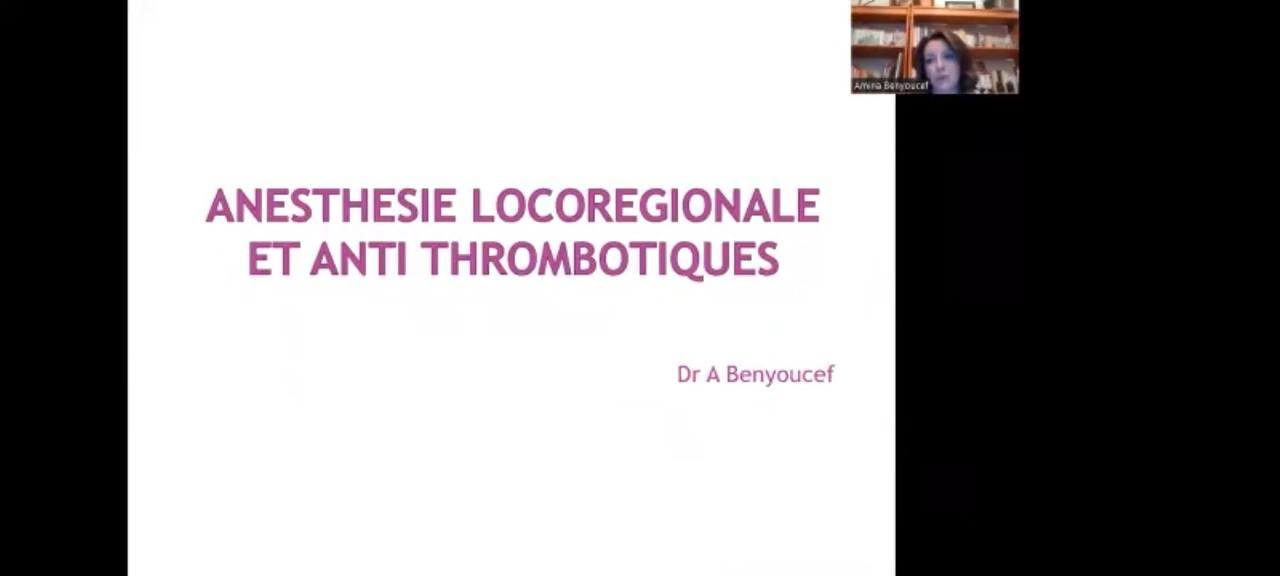 Amina Benyoucef
ANESTHESIE LOCOREGIONALE
ET ANTI THROMBOTIQUES
Dr A Benyoucef